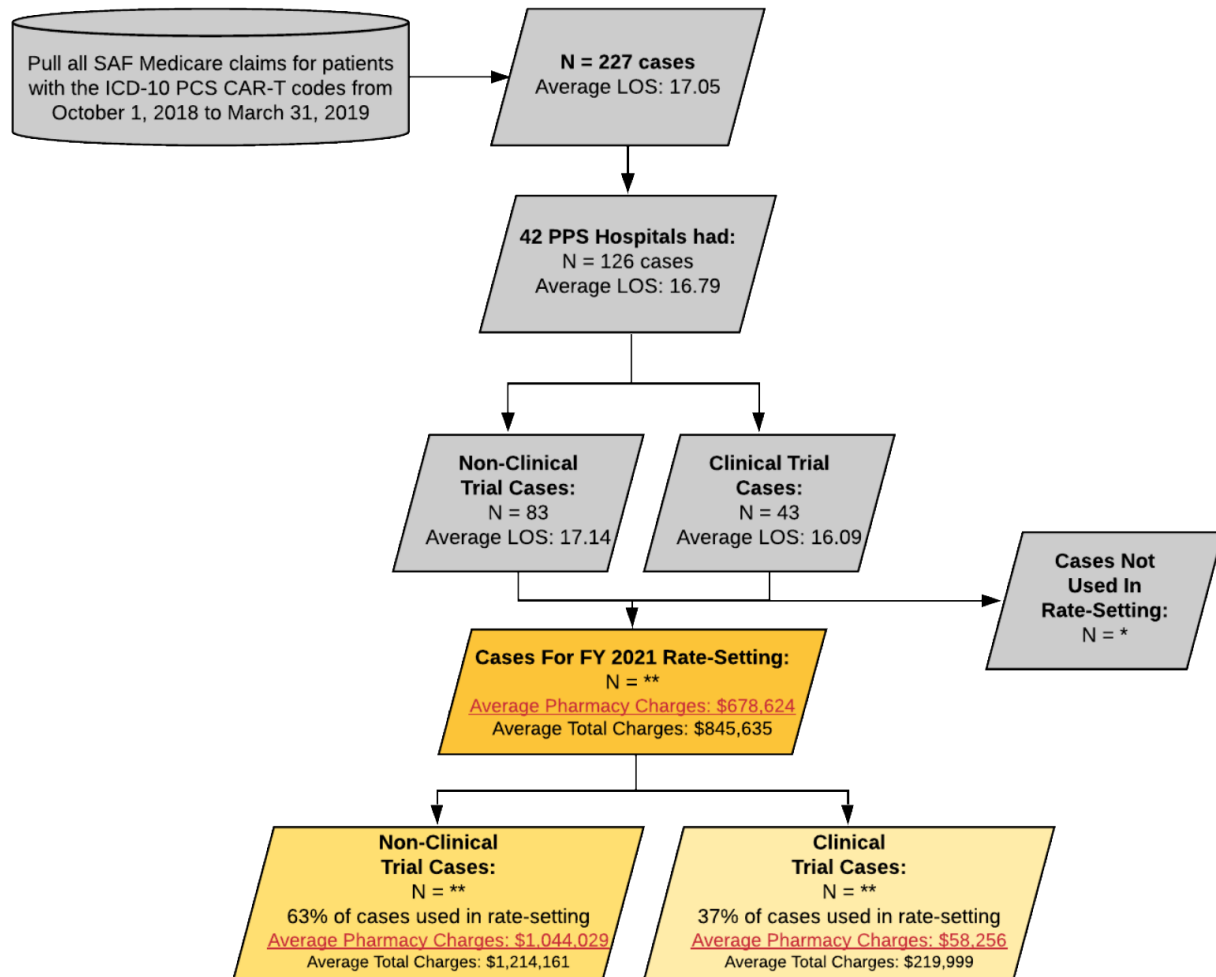 Pull all SAF Medicare claims for patients
with the ICD-10 PCS CAR-T codes from
October 1, 2018 to March 31, 2019
N = 227 cases
Average LOS: 17.05
42 PPS Hospitals had:
N = 126 cases
Average LOS: 16.79
Non-Clinical
Trial Cases:
N = 83
Average LOS: 17.14
Clinical Trial
Cases:
N = 43
Average LOS: 16.09
Cases Not
Used In
Rate-Setting:
N = *
Cases For FY 2021 Rate-Setting:
N = **
Average Pharmacy Charges: $678,624
Average Total Charges: $845,635
Non-Clinical
Trial Cases:
N = **
63% of cases used in rate-setting
Average Pharmacy Charges: $1,044,029
Average Total Charges: $1,214,161
Clinical
Trial Cases:
N = **
37% of cases used in rate-setting
Average Pharmacy Charges: $58,256
Average Total Charges: $219,999